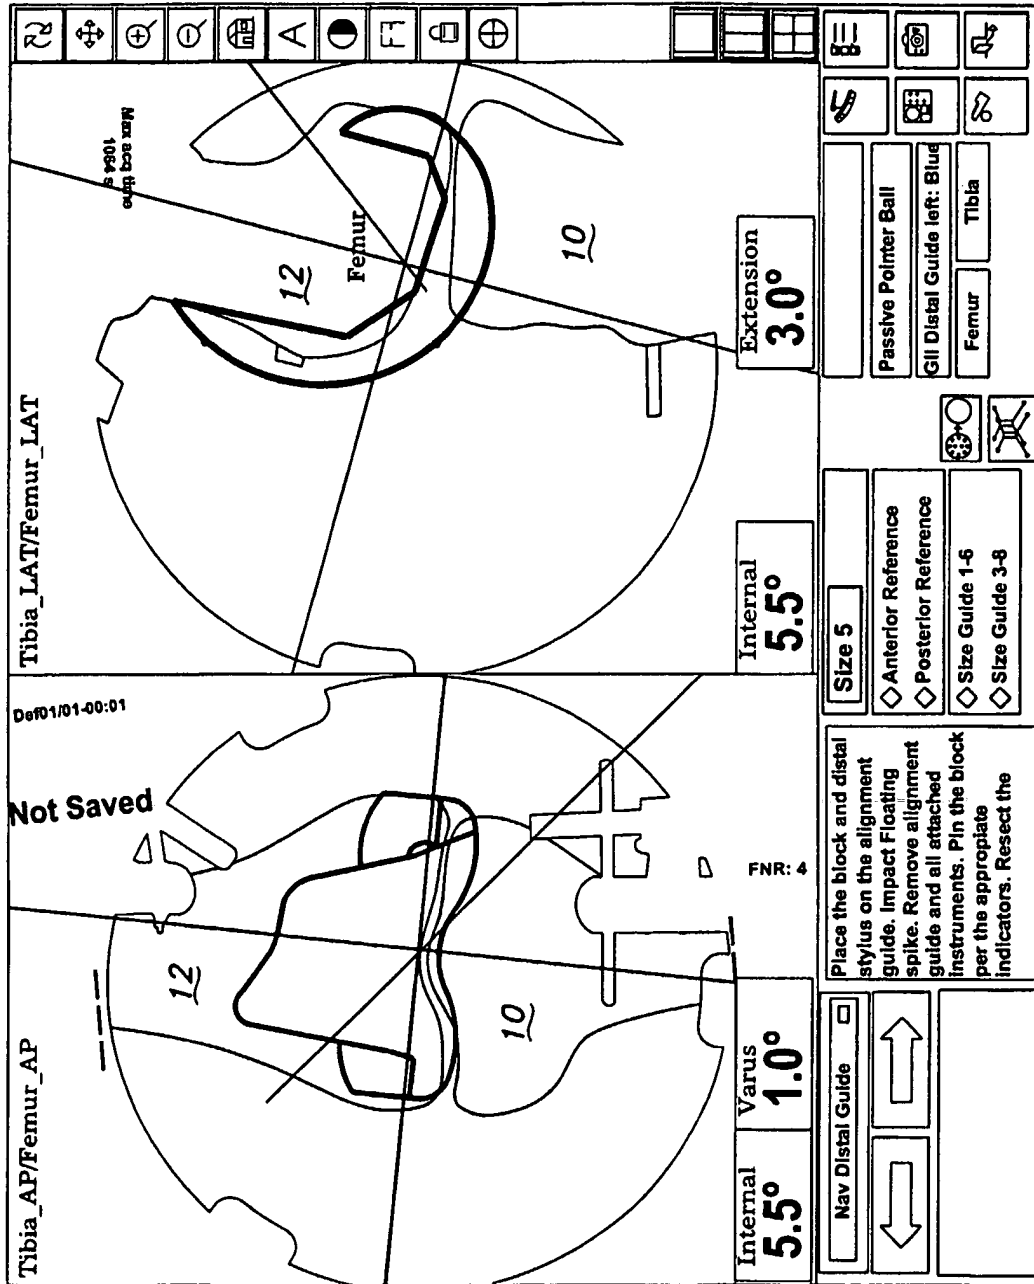 Tibia_AP/Femur_AP
Not Saved
Def01/01-00:01
12
10
FNR: 4
Internal
5.5°
Varus
1.0°
Tibia_LAT/Femur_LAT
Max acq time
1064 s
12
Femur
10
Internal
5.5°
Extension
3.0°
A
Nav Distal Guide
Place the block and distal
stylus on the alignment
guide. Impact Floating
spike. Remove alignment
guide and all attached
instruments. Pin the block
per the appropiate
indicators. Resect the
Size 5
Anterior Reference
Posterior Reference
Size Guide 1-6
Size Guide 3-8
Passive Pointer Ball
GII Distal Guide left: Blue
Femur
Tibia